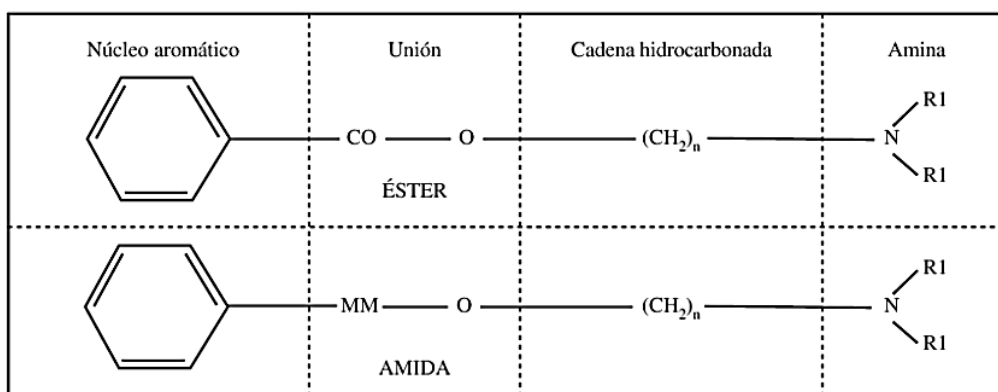 Núcleo aromático Unión Cadena hidrocarbonada Amina
R1
CO O (CH2)n N
R1
ÉSTER
R1
MM O (CH2)n N
R1
AMIDA